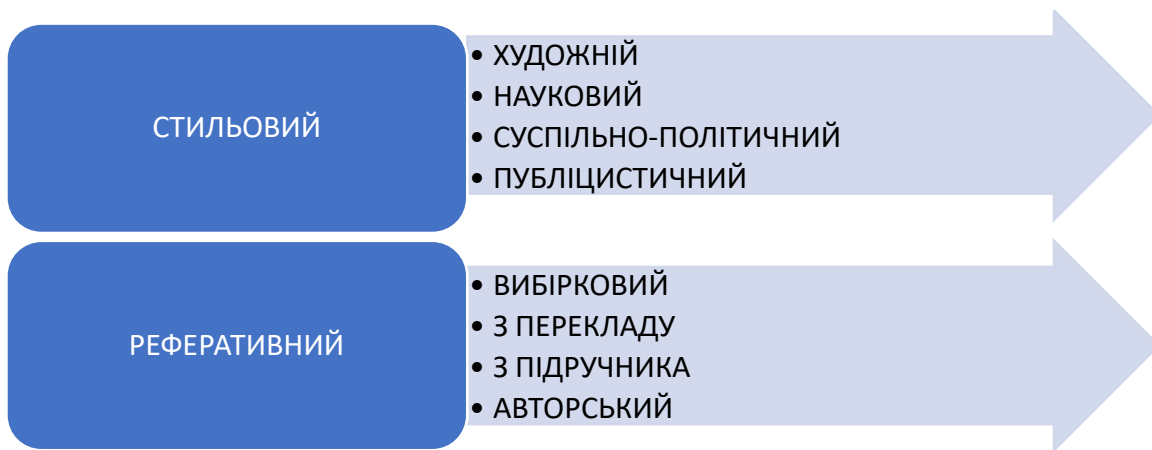 СТИЛЬОВИЙ
• ХУДОЖНІЙ
• НАУКОВИЙ
• СУСПІЛЬНО-ПОЛІТИЧНИЙ
• ПУБЛІЦИСТИЧНИЙ
РЕФЕРАТИВНИЙ
• ВИБІРКОВИЙ
• З ПЕРЕКЛАДУ
• З ПІДРУЧНИКА
• АВТОРСЬКИЙ